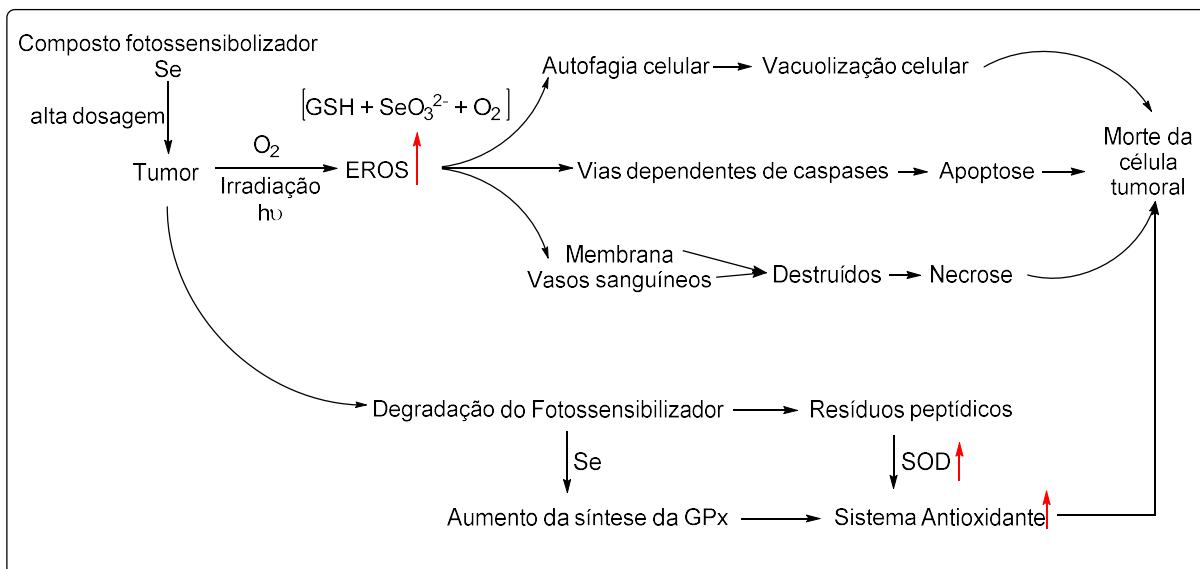 Composto fotossensibolizador
Se
alta dosagem
Tumor
O2
Irradiação
hυ
[GSH + SeO3 2- + O2]
EROS
Autofagia celular
Vacuolização celular
Vias dependentes de caspases
Apoptose
Membrana
Vasos sanguíneos
Destruídos
Necrose
Morte da
célula
tumoral
Degradação do Fotossensibilizador
Resíduos peptídicos
Se
SOD
Aumento da síntese da GPx
Sistema Antioxidante